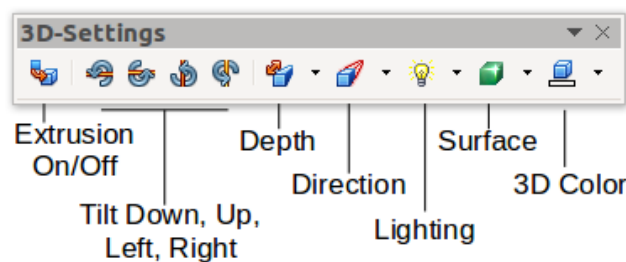 3D-Settings
Extrusion
On/Off
Depth
Surface
Direction
3D Color
Tilt Down, Up,
Left, Right
Lighting